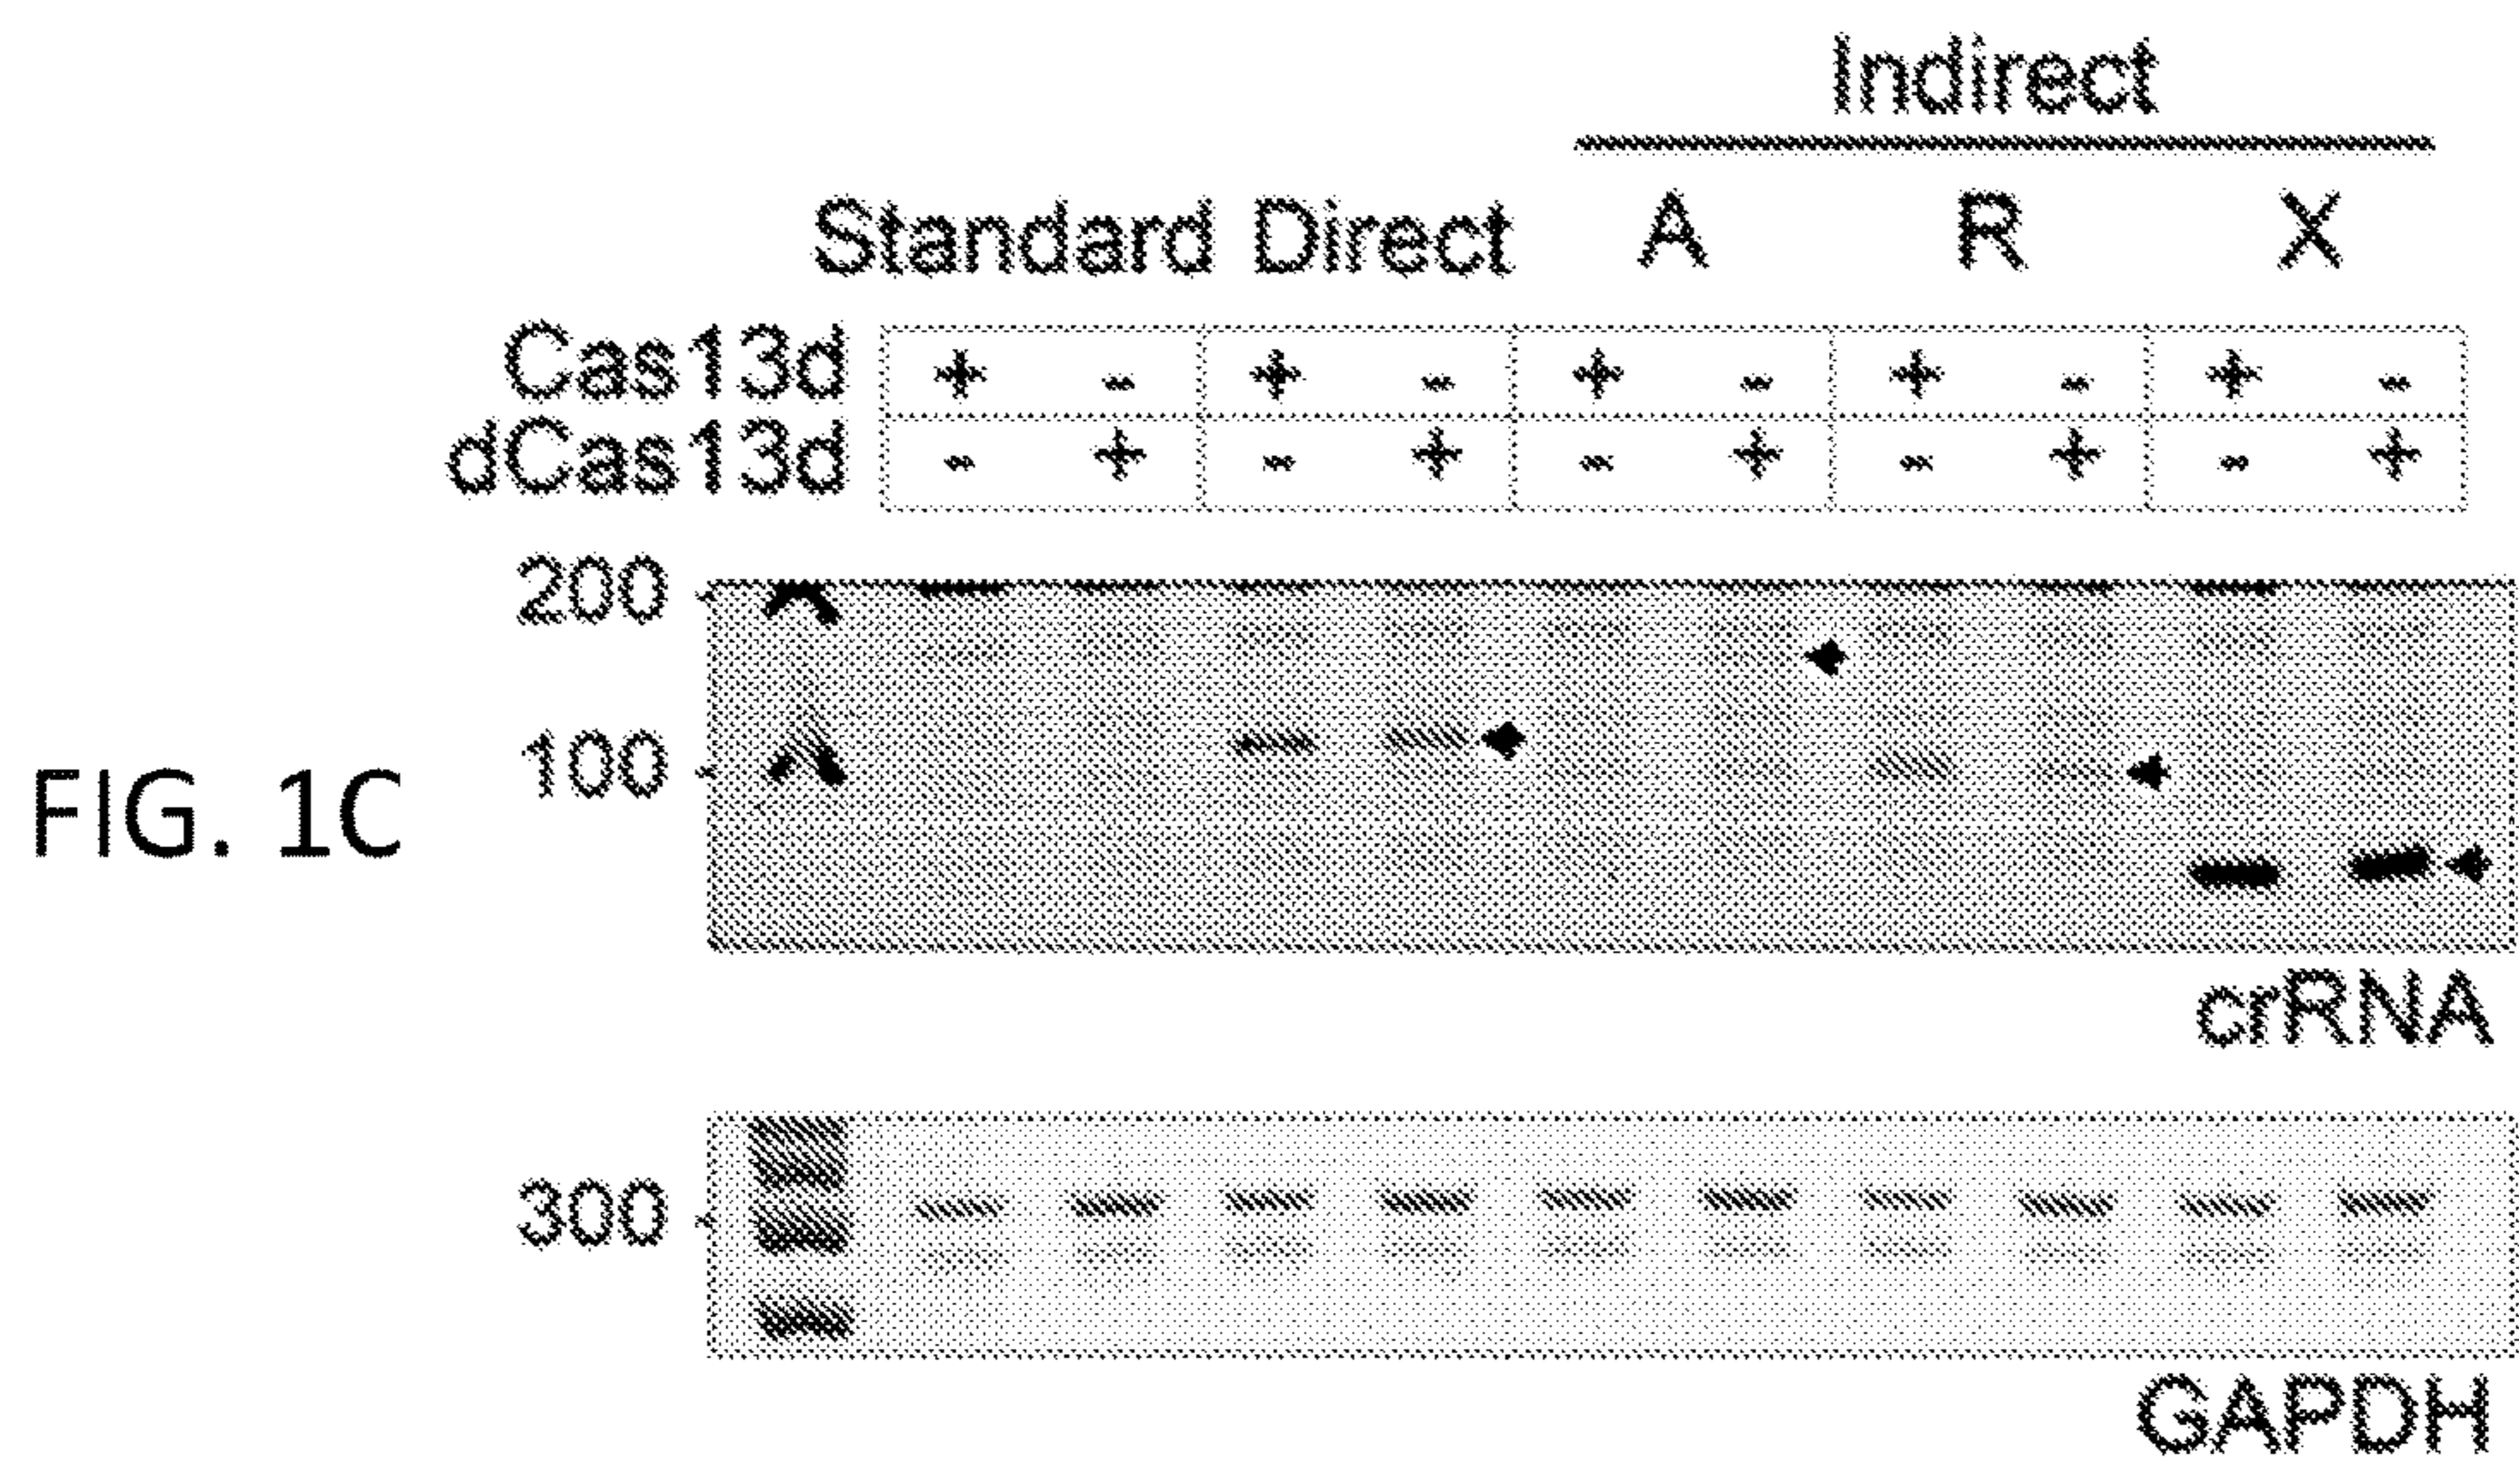 Indirect
Standard Direct A R X
Cas13d + - + - + - + - + -
dCas13d - + - + - + - + - +
200
100
FIG. 1C
crRNA
300
GAPDH